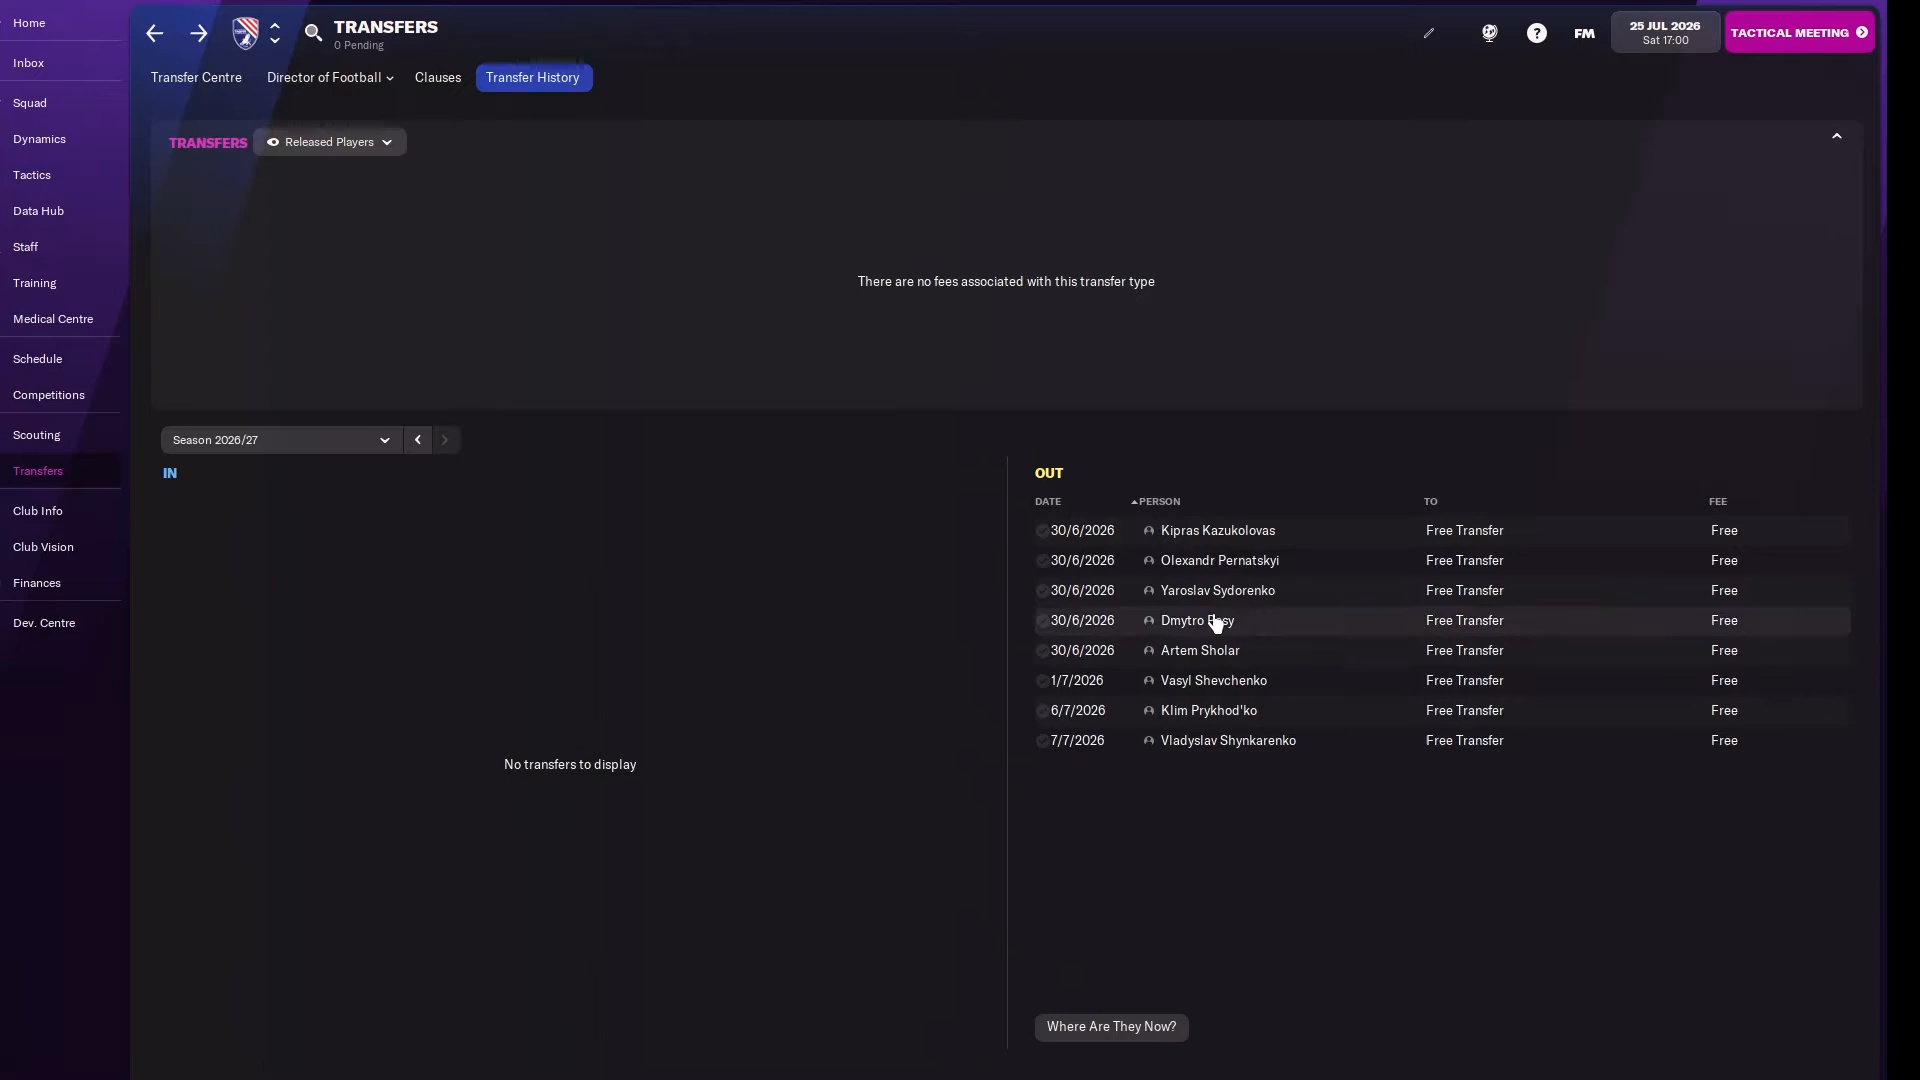 Home
Inbox
Squad
Dynamics
Tactics
Data Hub
Staff
Training
Medical Centre
Schedule
Competitions
Scouting
Transfers
Club Info
Club Vision
Finances
Dev. Centre
TRANSFERS
0 Pending
?
FM
25 JUL 2026
Sat 17:00
TACTICAL MEETING
Transfer Centre
Director of Football
Clauses
Transfer History
TRANSFERS
Released Players
There are no fees associated with this transfer type
Season 2026/27
IN
No transfers to display
OUT
DATE PERSON TO FEE
30/6/2026 Kipras Kazukolovas Free Transfer Free
30/6/2026 Olexandr Pernatskyi Free Transfer Free
30/6/2026 Yaroslav Sydorenko Free Transfer Free
30/6/2026 Dmytro Free Transfer Free
30/6/2026 Artem Sholar Free Transfer Free
1/7/2026 Vasyl Shevchenko Free Transfer Free
6/7/2026 Klim Prykhod'ko Free Transfer Free
7/7/2026 Vladyslav Shynkarenko Free Transfer Free
Where Are They Now?